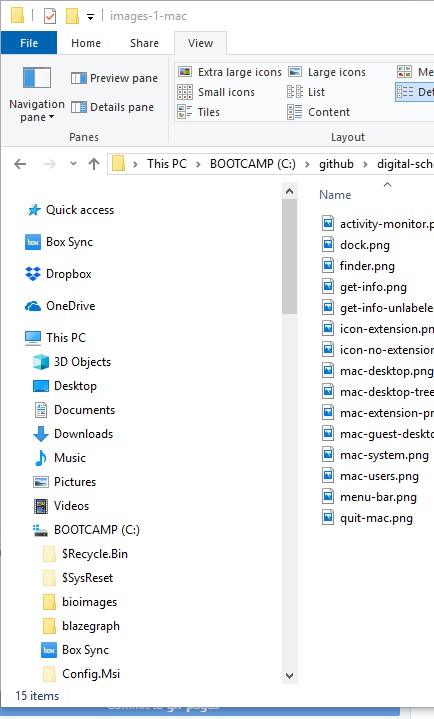 images-1-mac
File Home Share View
Navigation pane
Preview pane
Details pane
Panes
Extra large icons Large icons
Small icons List
Tiles Content
Layout
This PC BOOTCAMP (C:) github
Name
Quick access
Box Sync
Dropbox
OneDrive
This PC
3D Objects
Desktop
Documents
Downloads
Music
Pictures
Videos
BOOTCAMP (C:)
$Recycle.Bin
$SysReset
bioimages
blazegraph
box Box Sync
Config.Msi
activity-monitor.p
dock.png
finder.png
get-info.png
get-info-unlabele
icon-extension.pn
icon-no-extension
mac-desktop.png
mac-desktop-tree
mac-extension-pr
mac-guest-deskto
mac-system.png
mac-users.png
menu-bar.png
quit-mac.png
15 items